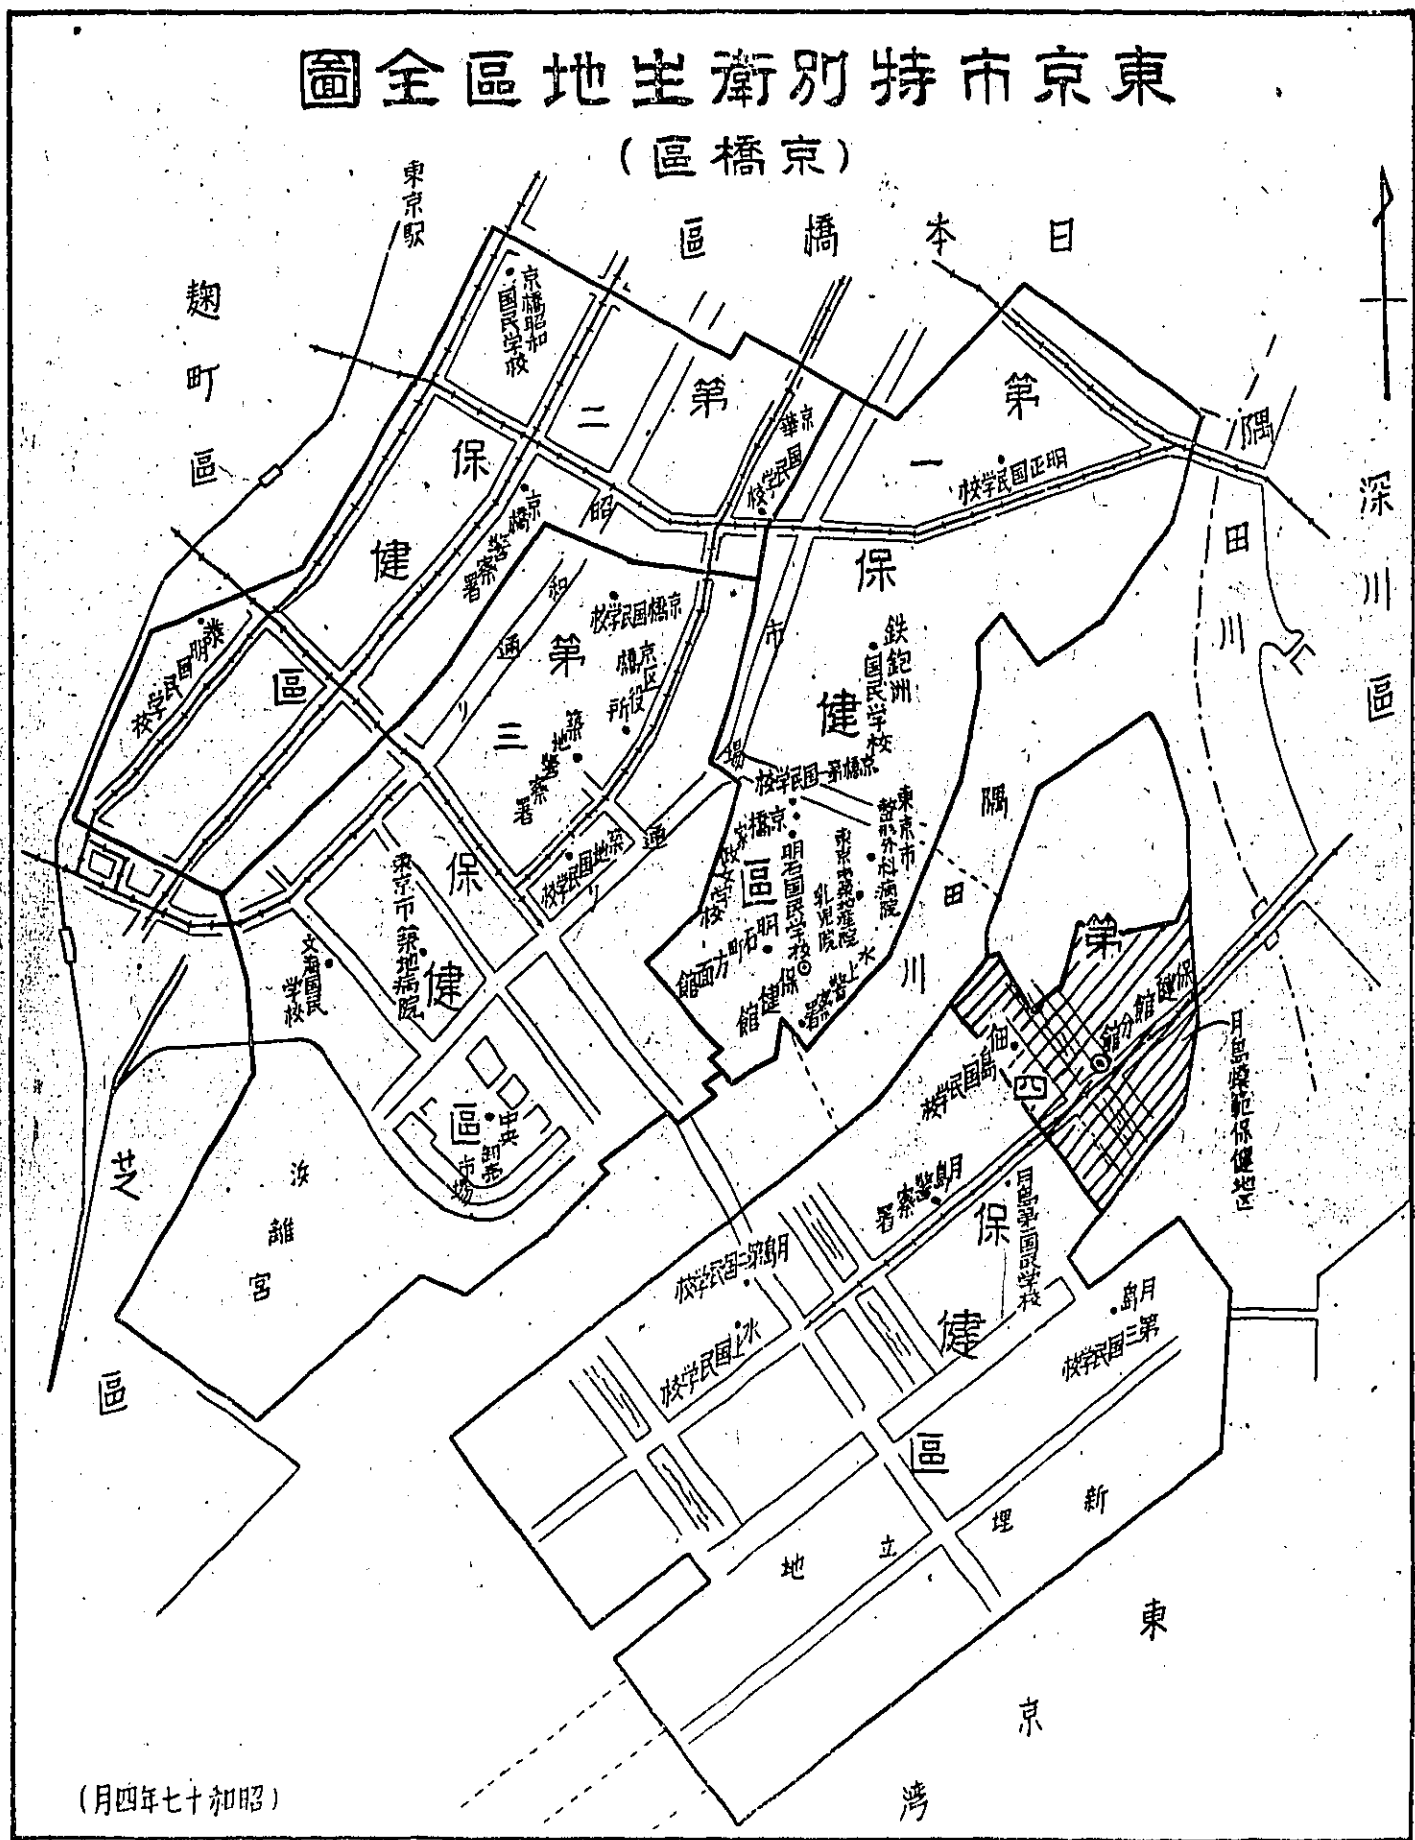 東京市特別衛生地區全圖
(京橋區)
日本橋區
東京駅
麹町區
深川區
芝區
隅田川
隅田川
東京湾
浜離宮
新埋立地
昭和通リ
市場通リ
第一保健區
第二保健區
第三保健區
第四保健區
京橋昭和
国民学校
京華国民学校
明正国民学校
京橋警察署
泰明国民学校
京橋国民学校
京橋区役所
築地警察署
築地国民学校
鉄砲洲
国民学校
京橋第一国民学校
京橋家政女学校
明石国民学校
明石町方面館
保健館
東京市築地産院
乳児院
東京市
整形外科病院
水上警察署
東京市築地病院
文海国民
学校
中央
卸売
市場
佃島国民学校
保健館分館
月島模範保健地区
月島警察署
月島第一国民学校
月島第二国民学校
水上国民学校
月島
第三国民学校
(昭和十七年四月)